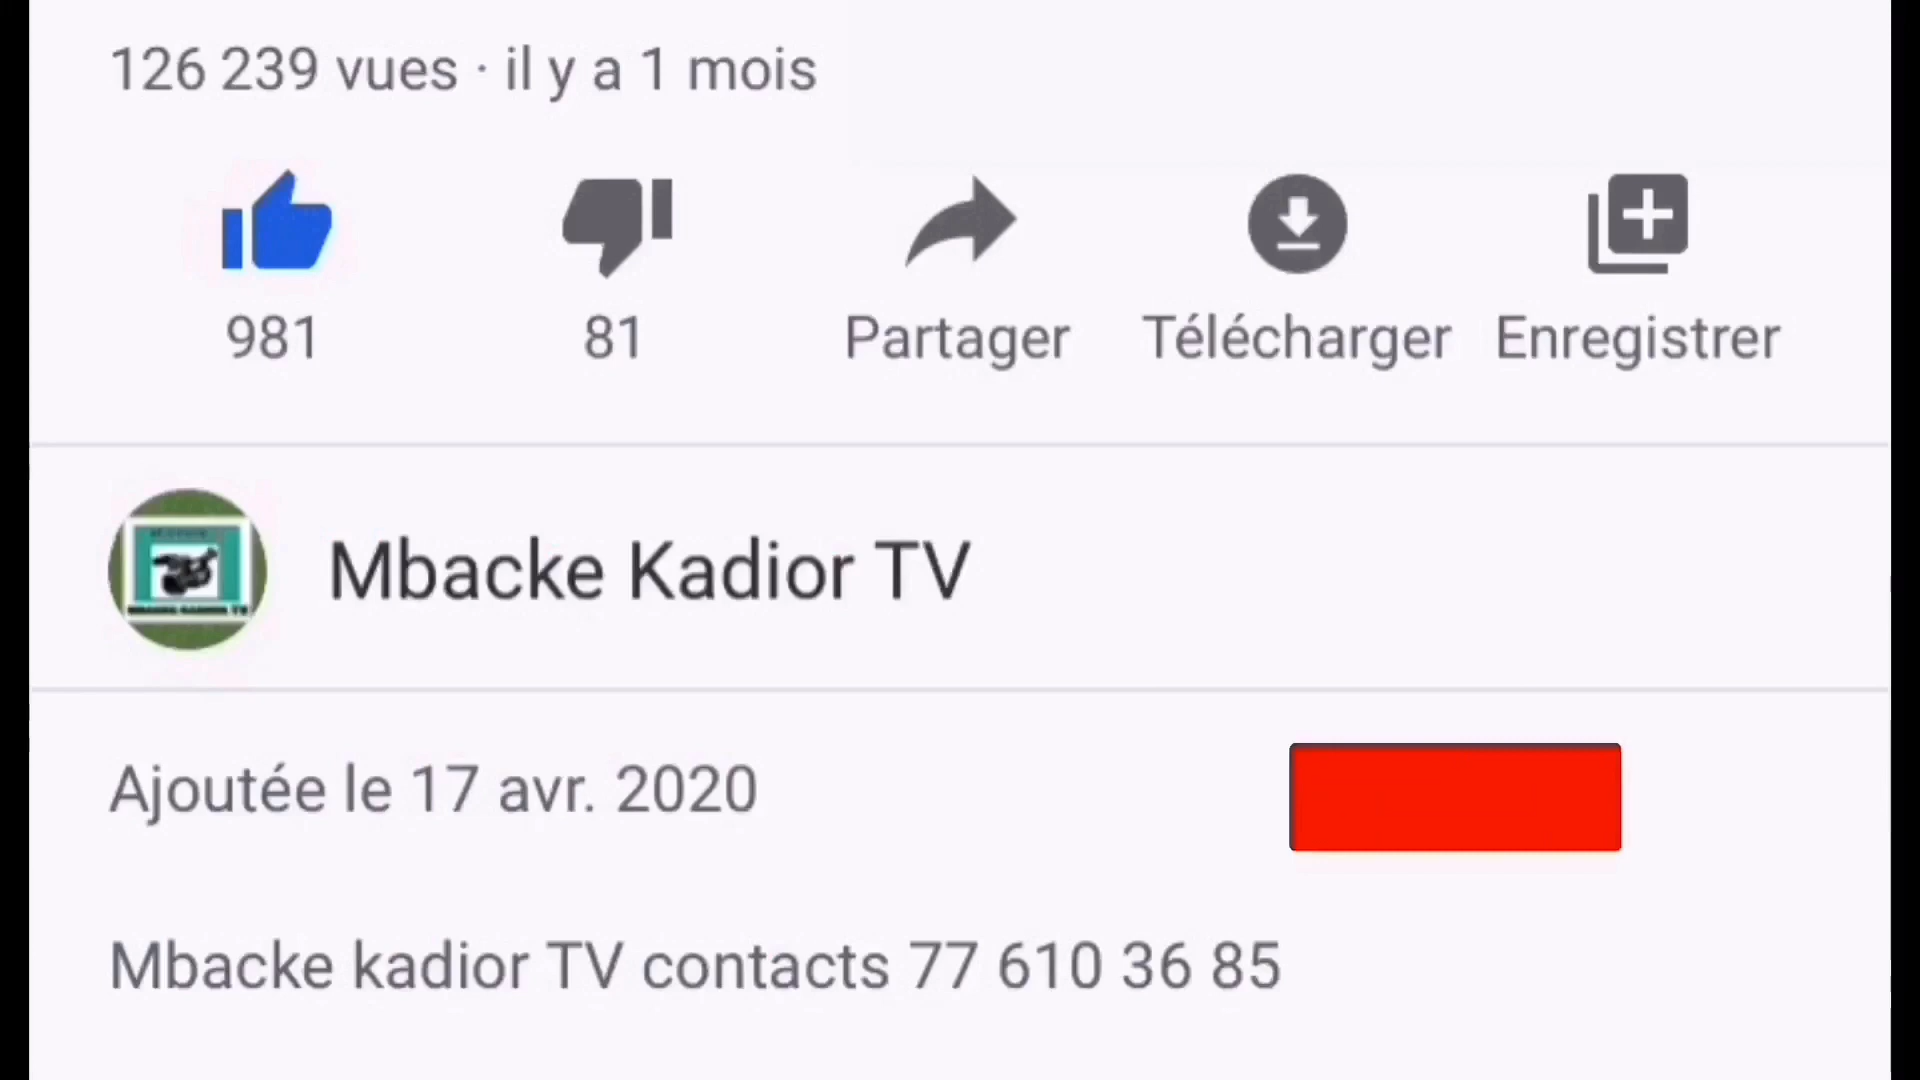 126 239 vues · il y a 1 mois
981
81
Partager
Télécharger
Enregistrer
Mbacke Kadior TV
Ajoutée le 17 avr. 2020
Mbacke kadior TV contacts 77 610 36 85